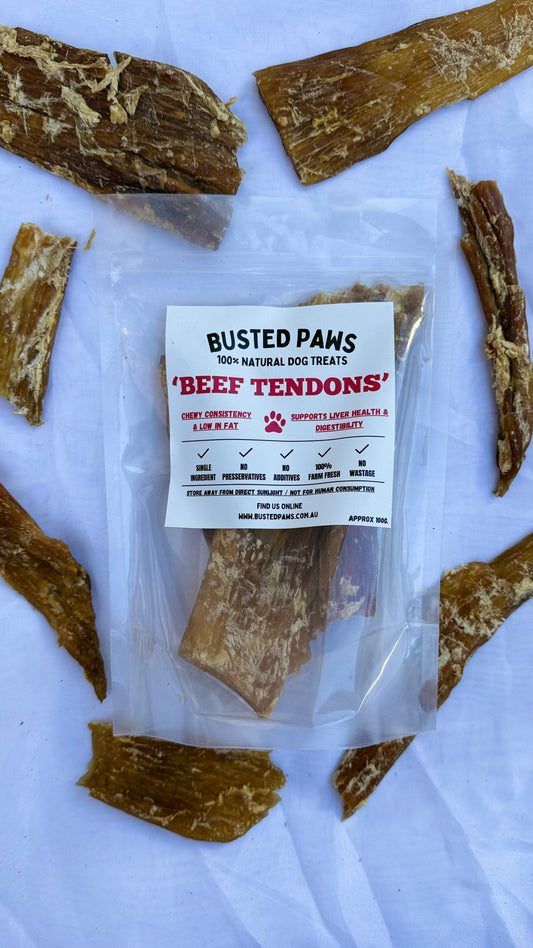 BUSTED PAWS
100% NATURAL DOG TREATS
'BEEF TENDONS'
CHEWY CONSISTENCY
& LOW IN FAT
SUPPORTS LIVER HEALTH &
DIGESTIBILITY
SINGLE
INGREDIENT
NO
PRESSERVATIVES
NO
ADDITIVES
100%
FARM FRESH
NO
WASTAGE
STORE AWAY FROM DIRECT SUNLIGHT / NOT FOR HUMAN CONSUMPTION
FIND US ONLINE
WWW.BUSTEDPAWS.COM.AU
APPROX 100G.